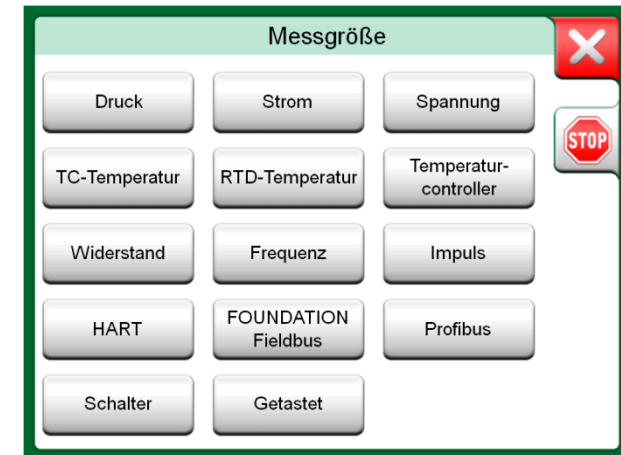 Messgröße
Druck
Strom
Spannung
STOP
TC-Temperatur
RTD-Temperatur
Temperatur-
controller
Widerstand
Frequenz
Impuls
HART
FOUNDATION
Fieldbus
Profibus
Schalter
Getastet